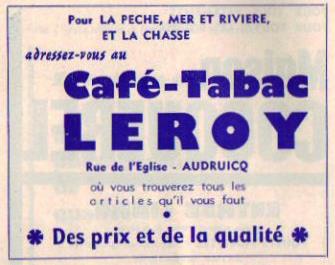 Pour LA PECHE, MER ET RIVIERE,
ET LA CHASSE
adressez-vous au
Café-Tabac
LEROY
Rue de l'Eglise - AUDRUICQ
où vous trouverez tous les
articles qu'il vous faut
* Des prix et de la qualité *